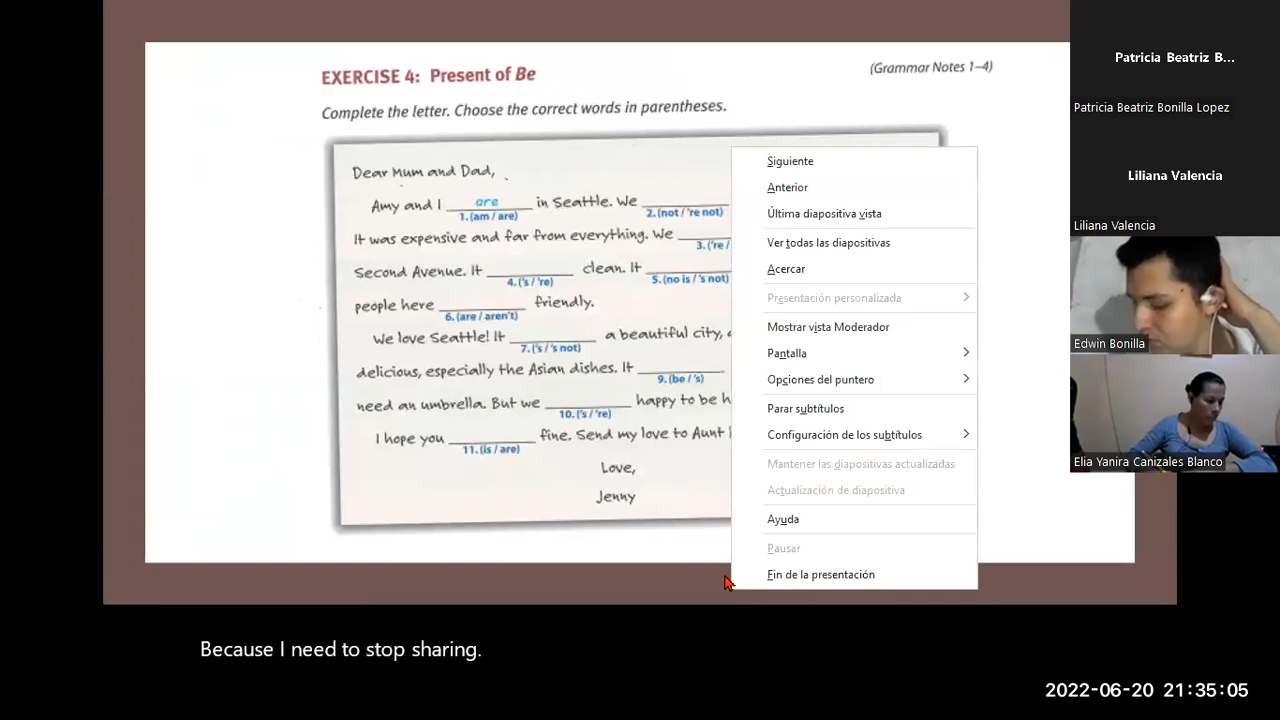 EXERCISE 4: Present of Be
(Grammar Notes 1–4)
Complete the letter. Choose the correct words in parentheses.
Dear Mum and Dad,
Amy and I are in Seattle. We
1. (am / are)
2. (not / 're not)
It was expensive and far from everything. We
3. ('re /
Second Avenue. It clean. It
4. ('s / 're)
5. (no is / 's not)
people here friendly.
6. (are / aren't)
We love Seattle! It a beautiful city,
7. ('s / 's not)
delicious, especially the Asian dishes. It
9. (be / 's)
need an umbrella. But we happy to be h
10. ('s / 're)
I hope you fine. Send my love to Aunt
11. (is / are)
Love,
Jenny
Siguiente
Anterior
Última diapositiva vista
Ver todas las diapositivas
Acercar
Presentación personalizada
Mostrar vista Moderador
Pantalla
Opciones del puntero
Parar subtítulos
Configuración de los subtítulos
Mantener las diapositivas actualizadas
Actualización de diapositiva
Ayuda
Pausar
Fin de la presentación
Patricia Beatriz B...
Patricia Beatriz Bonilla Lopez
Liliana Valencia
Liliana Valencia
Edwin Bonilla
Elia Yanira Canizales Blanco
Because I need to stop sharing.
2022-06-20 21:35:05